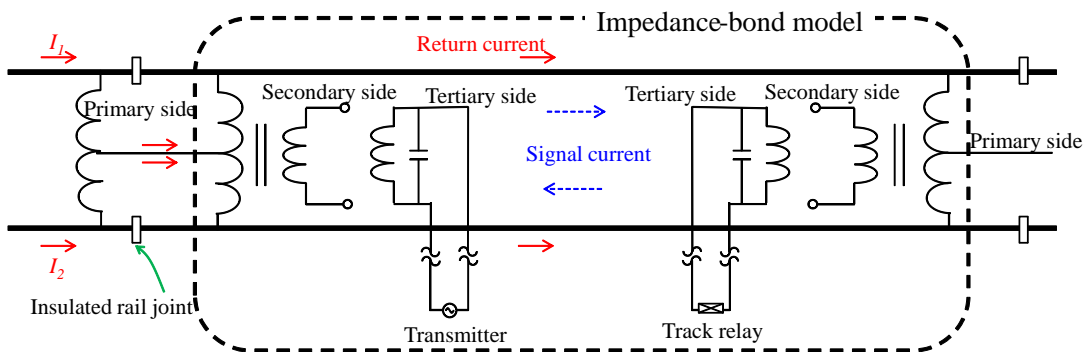 Impedance-bond model
I1
Return current
Primary side
Secondary side
Tertiary side
Tertiary side
Secondary side
Primary side
Signal current
I2
Insulated rail joint
Transmitter
Track relay